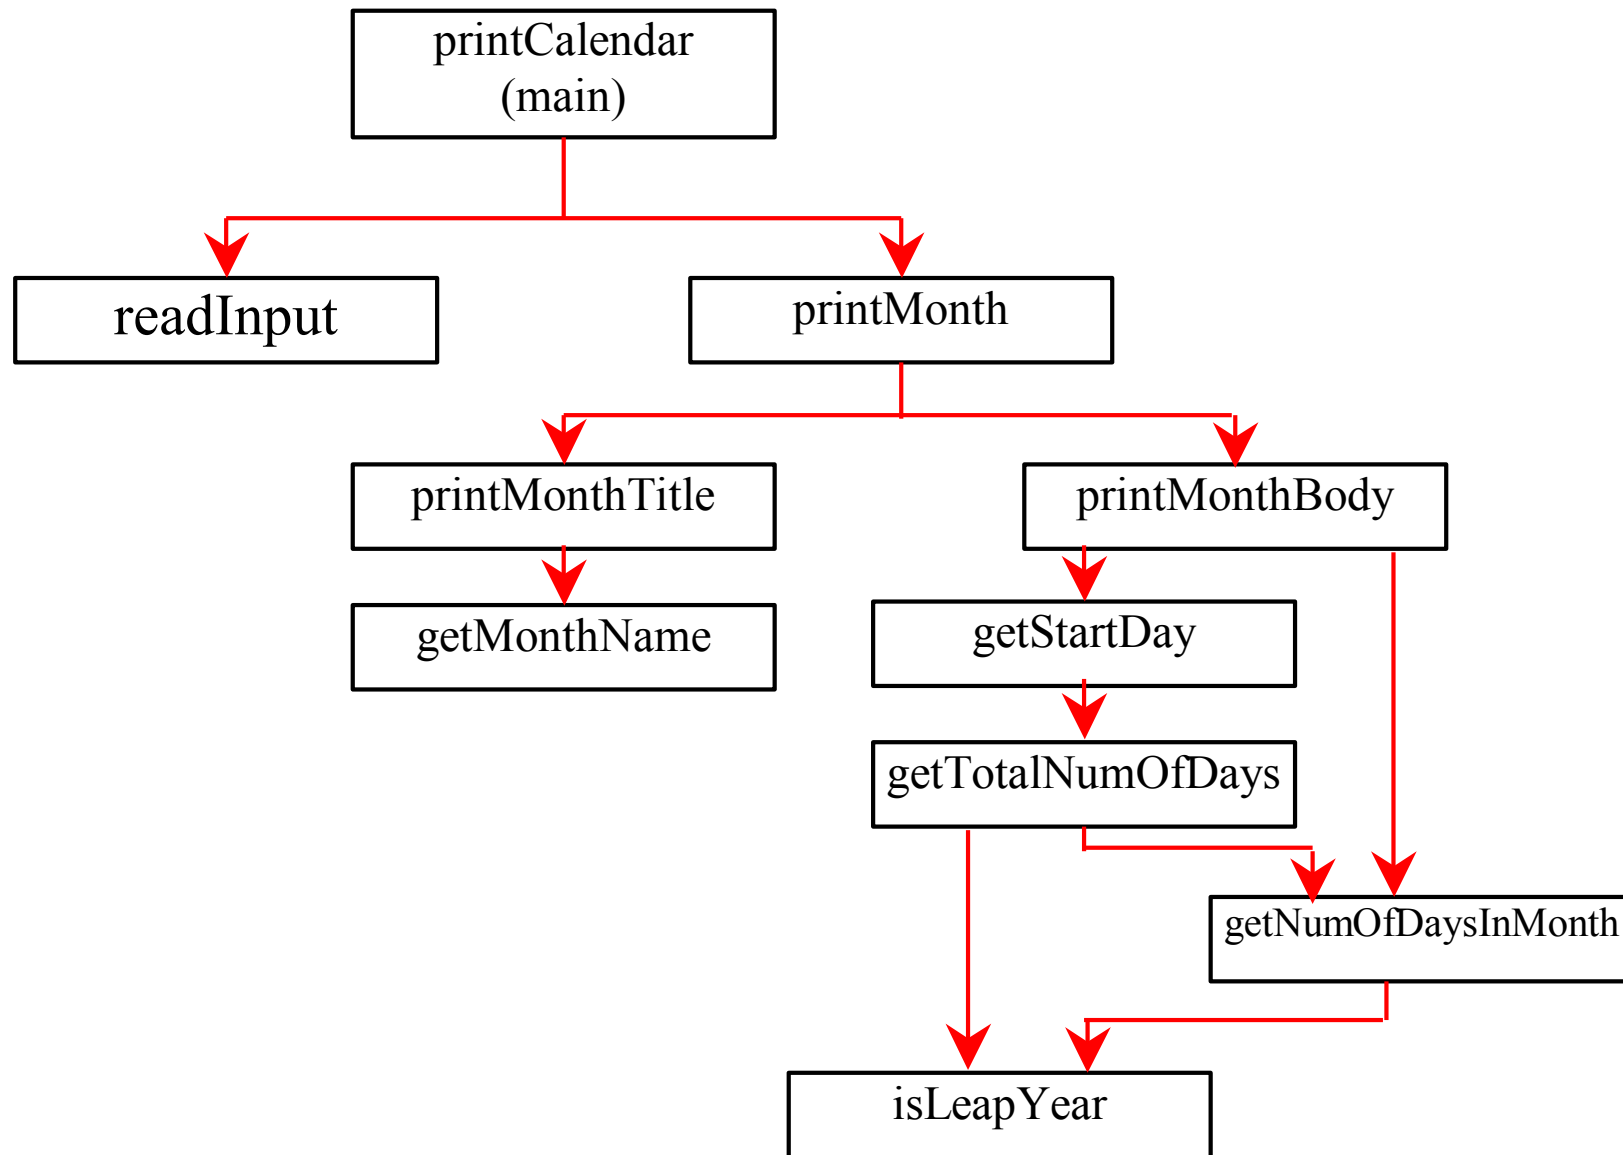 printCalendar
(main)
readInput
printMonth
printMonthTitle
printMonthBody
getMonthName
getStartDay
getTotalNumOfDays
getNumOfDaysInMonth
isLeapYear